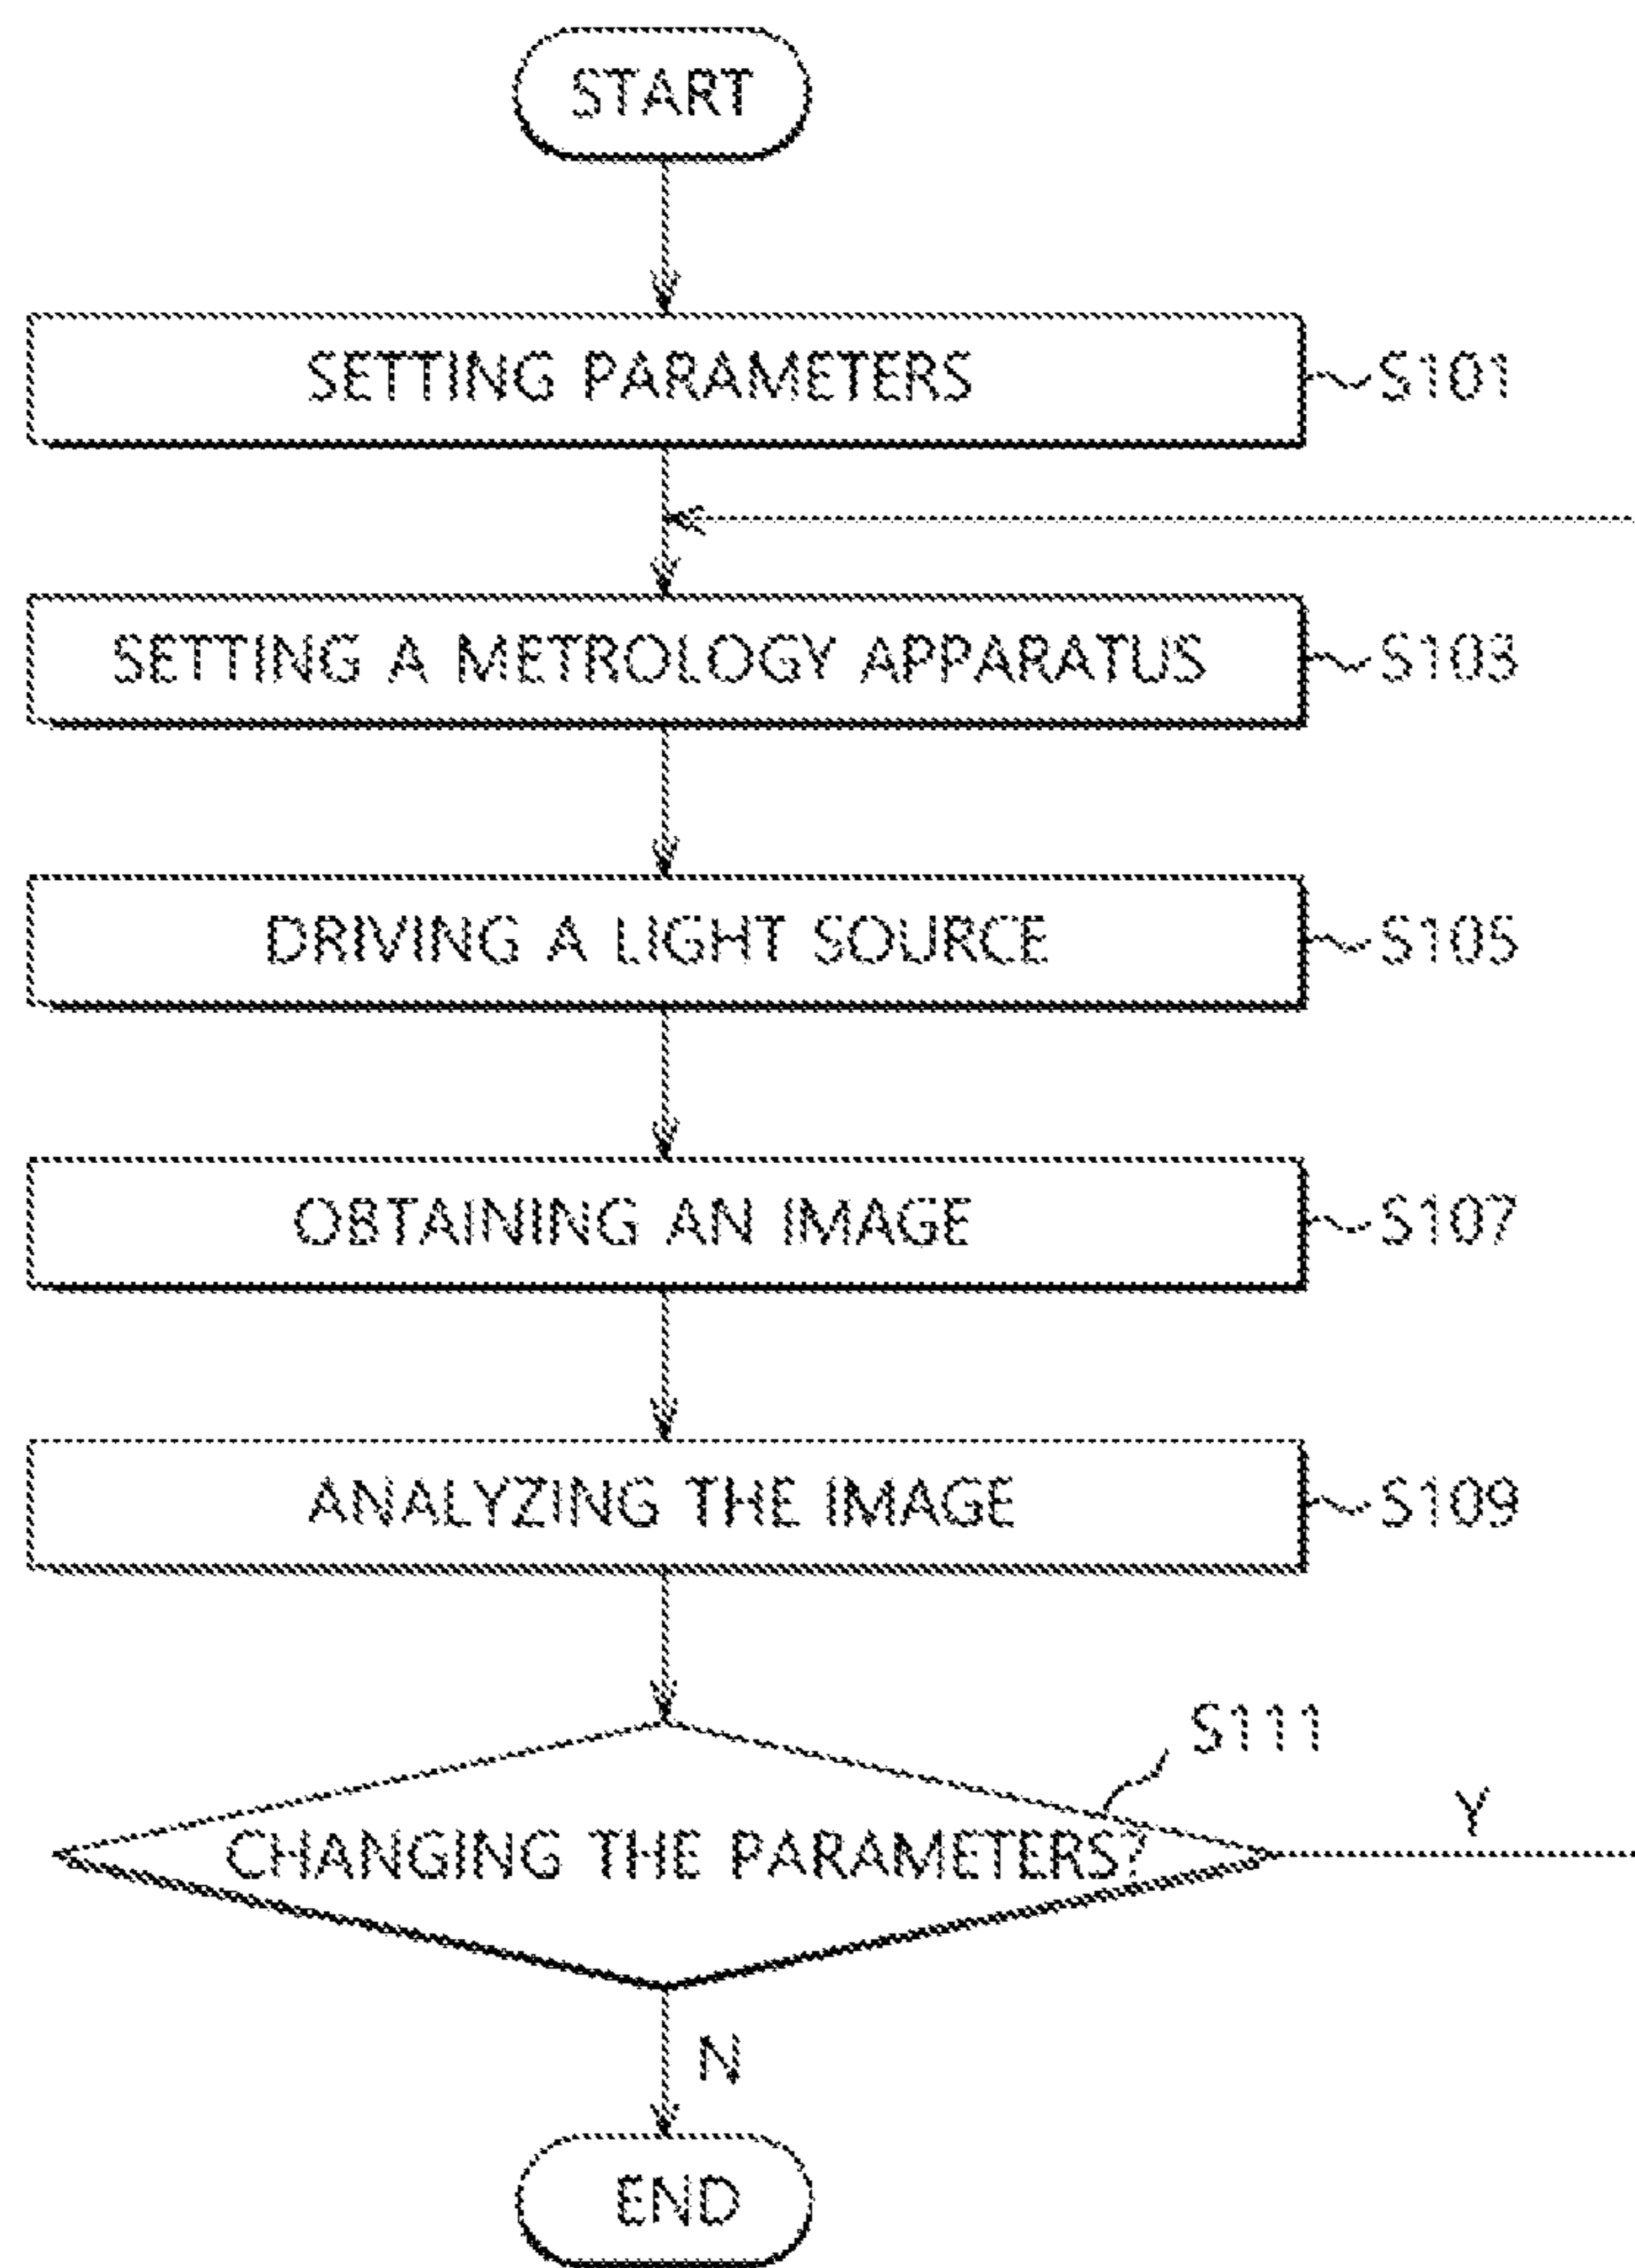 START
SETTING PARAMETERS
S101
SETTING A METROLOGY APPARATUS
S103
DRIVING A LIGHT SOURCE
S105
OBTAINING AN IMAGE
S107
ANALYZING THE IMAGE
S109
S111
CHANGING THE PARAMETERS?
Y
N
END